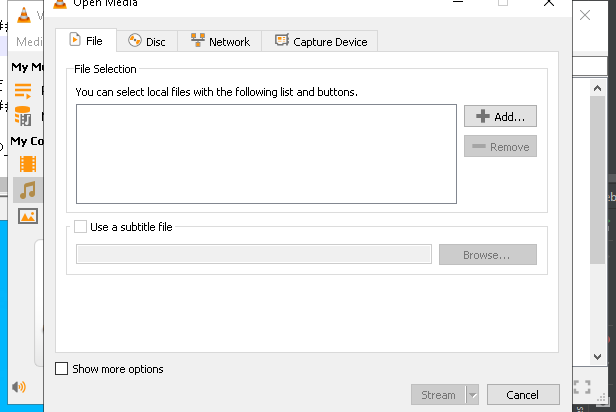 Open Media
V
Medi
File
Disc
Network
Capture Device
My M
File Selection
You can select local files with the following list and buttons.
Add...
Remove
My Co
Use a subtitle file
Browse...
Show more options
Stream
Cancel